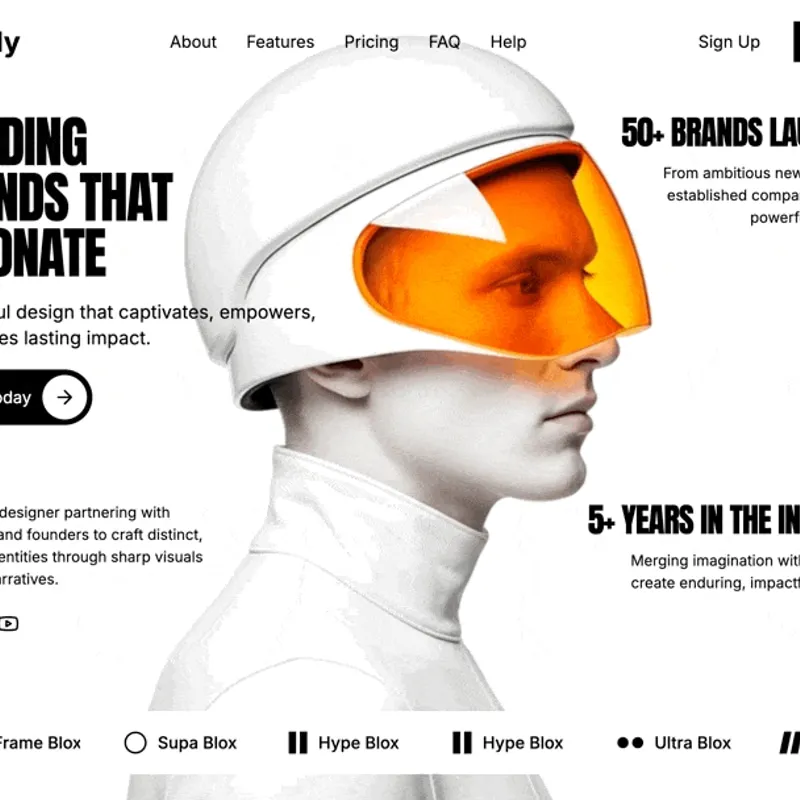 ly
About Features Pricing FAQ Help
Sign Up
DING
NDS THAT
ONATE
ul design that captivates, empowers,
es lasting impact.
oday
50+ BRANDS LAU
From ambitious new
established compa
powerf
designer partnering with
and founders to craft distinct,
entities through sharp visuals
arratives.
5+ YEARS IN THE IN
Merging imagination with
create enduring, impactf
Frame Blox
Supa Blox
Hype Blox
Hype Blox
Ultra Blox